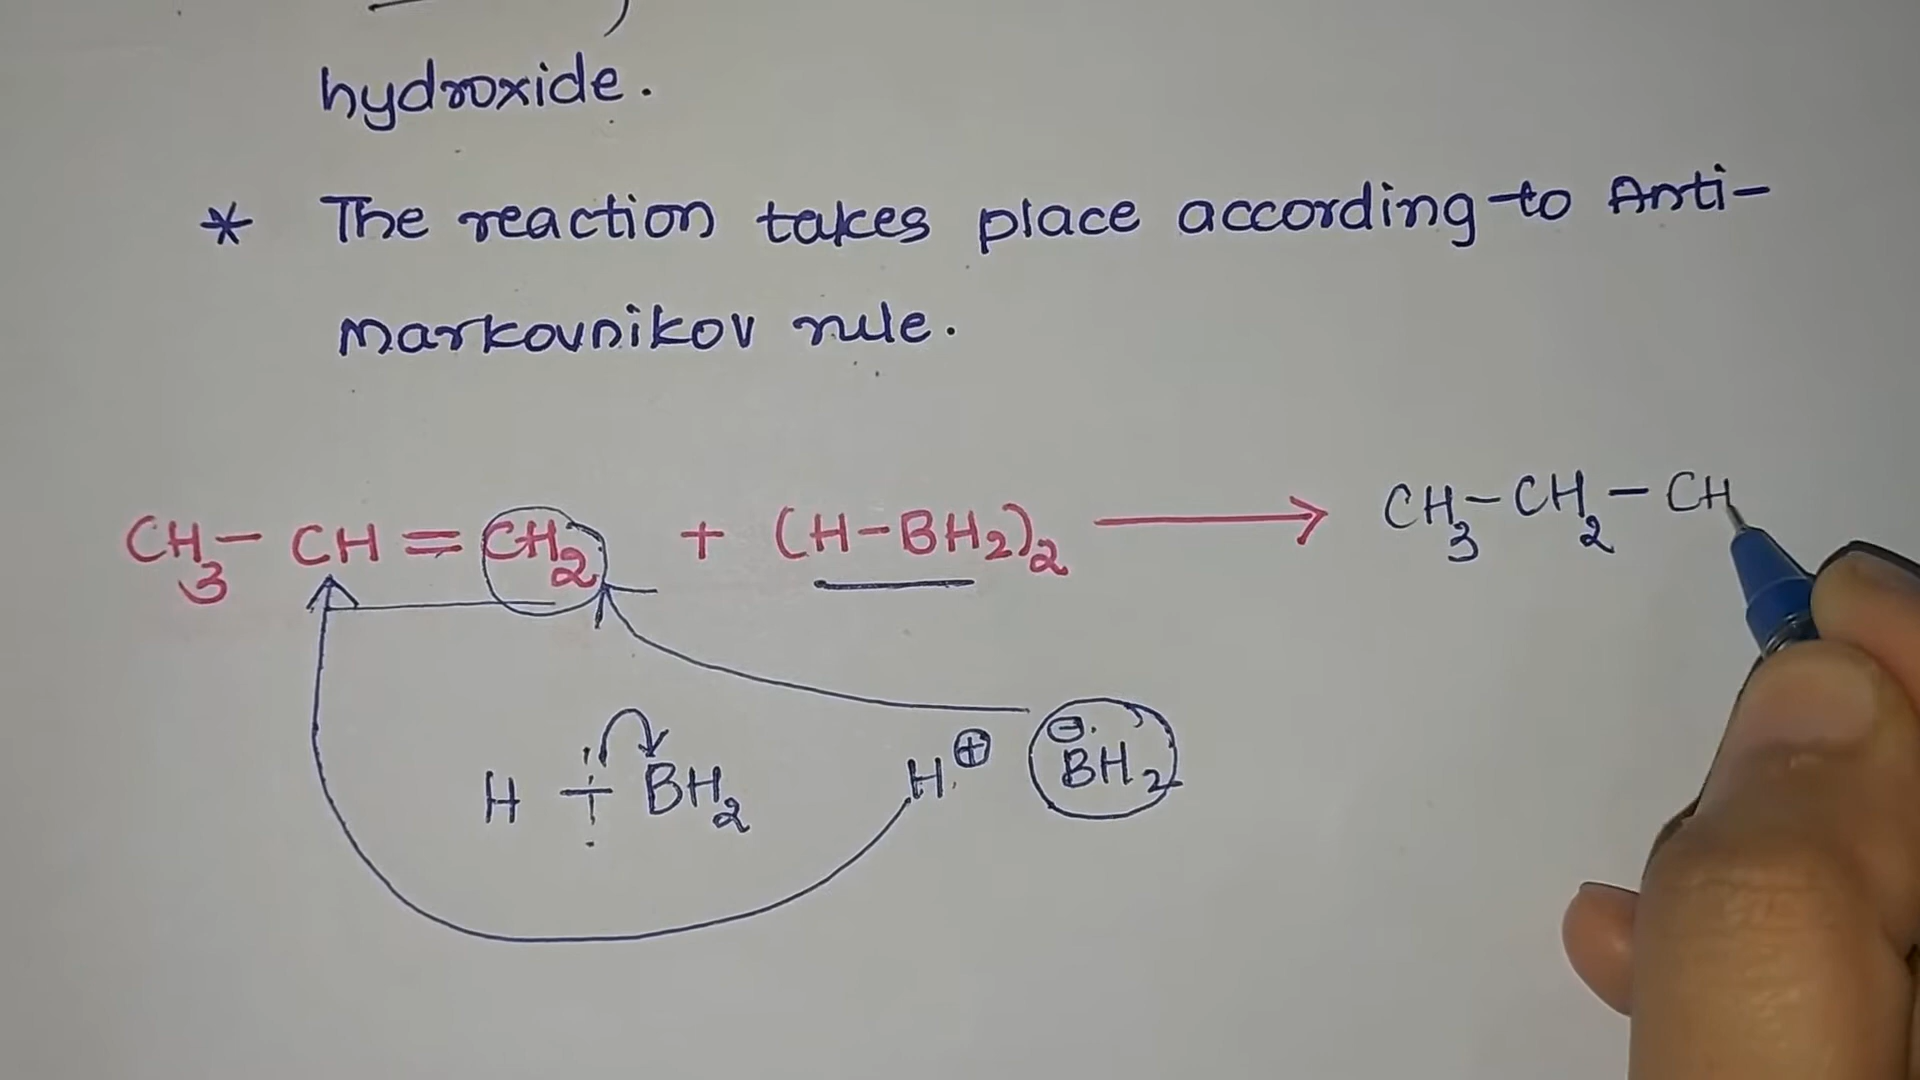 hydroxide.
* The reaction takes place according to Anti-
markovnikov rule.
CH3 - CH = CH2 + (H-BH2)2 ⟶ CH3 - CH2 - CH
H + BH2 H⊕ ⊖BH2